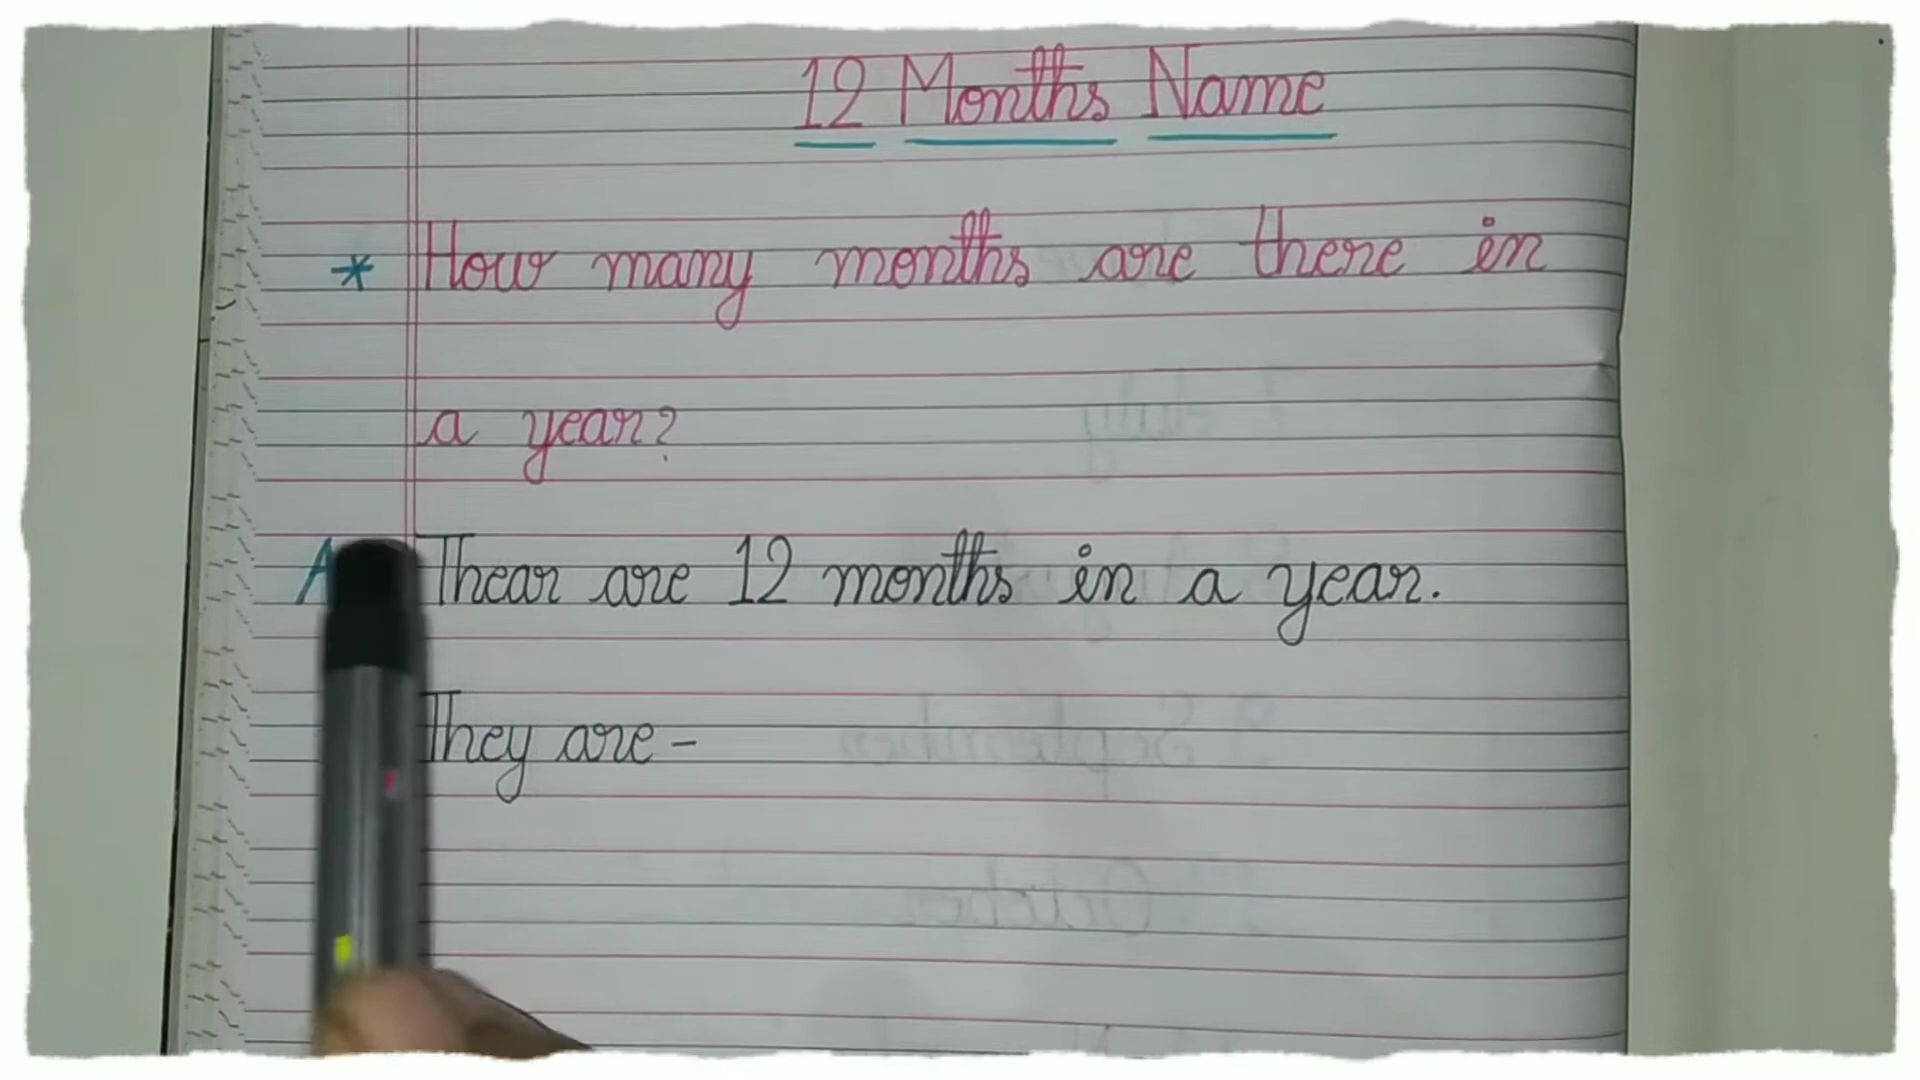 12 Months Name
* How many months are there in
a year?
A Thear are 12 months in a year.
They are -